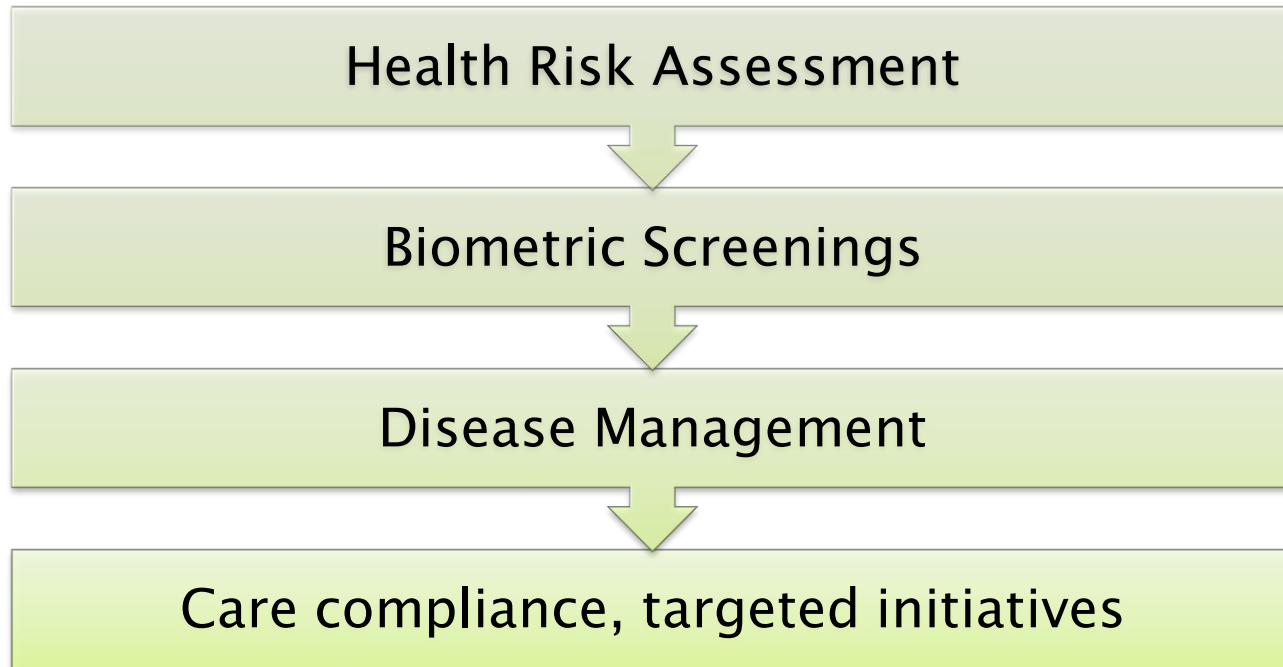 Health Risk Assessment
Biometric Screenings
Disease Management
Care compliance, targeted initiatives